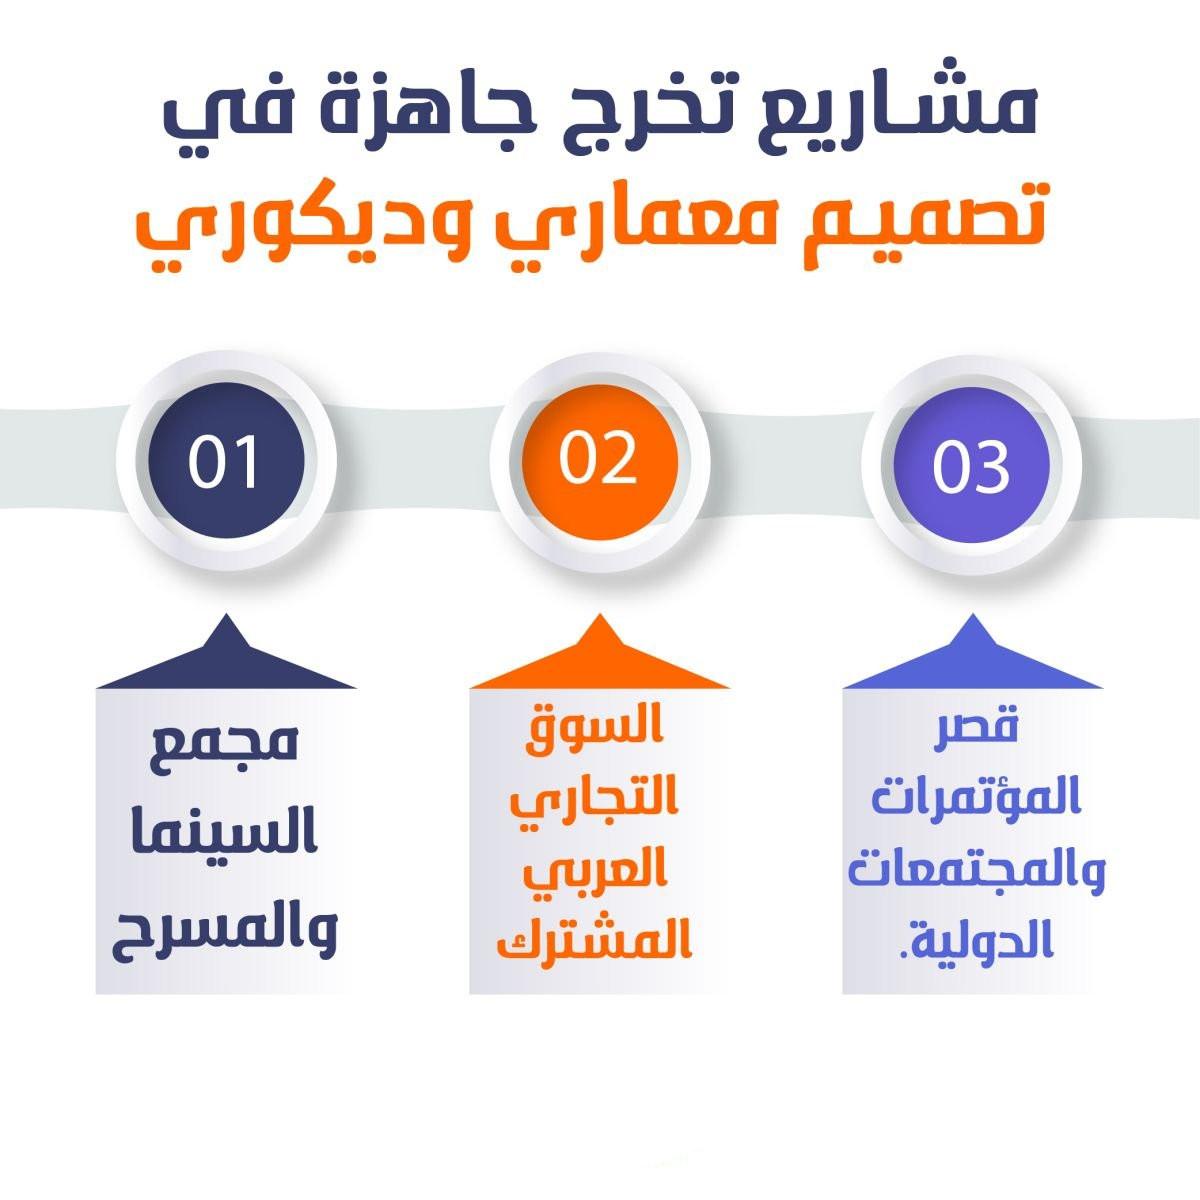 مشاريع تخرج جاهزة في
تصميم معماري وديكوري
01
مجمع
السينما
والمسرح
02
السوق
التجاري
العربي
المشترك
03
قصر
المؤتمرات
والمجتمعات
الدولية.